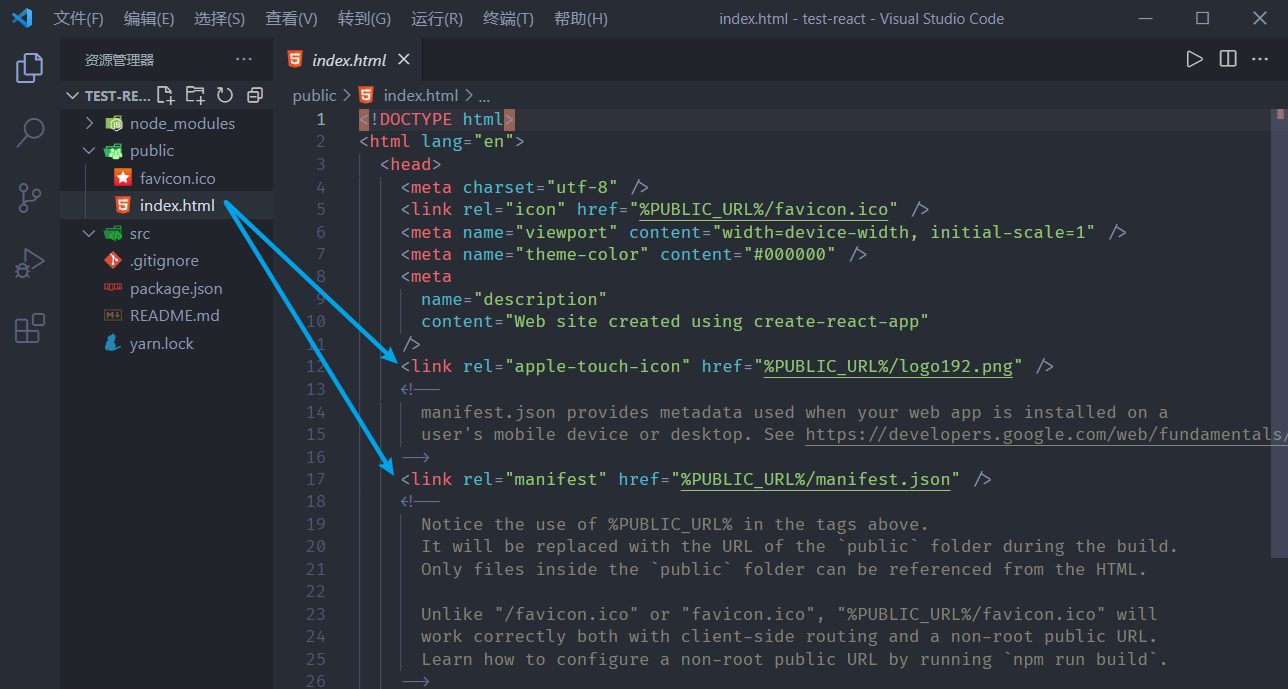 文件(F) 编辑(E) 选择(S) 查看(V) 转到(G) 运行(R) 终端(T) 帮助(H) index.html - test-react - Visual Studio Code
资源管理器
index.html
TEST-RE...
node_modules
public
favicon.ico
index.html
src
.gitignore
package.json
README.md
yarn.lock
public > index.html > ...
1 <!DOCTYPE html>
2 <html lang="en">
3 <head>
4 <meta charset="utf-8" />
5 <link rel="icon" href="%PUBLIC_URL%/favicon.ico" />
6 <meta name="viewport" content="width=device-width, initial-scale=1" />
7 <meta name="theme-color" content="#000000" />
8 <meta
9 name="description"
10 content="Web site created using create-react-app"
11 />
12 <link rel="apple-touch-icon" href="%PUBLIC_URL%/logo192.png" />
13 <!--
14 manifest.json provides metadata used when your web app is installed on a
15 user's mobile device or desktop. See https://developers.google.com/web/fundamentals/
16 -->
17 <link rel="manifest" href="%PUBLIC_URL%/manifest.json" />
18 <!--
19 Notice the use of %PUBLIC_URL% in the tags above.
20 It will be replaced with the URL of the `public` folder during the build.
21 Only files inside the `public` folder can be referenced from the HTML.
22
23 Unlike "/favicon.ico" or "favicon.ico", "%PUBLIC_URL%/favicon.ico" will
24 work correctly both with client-side routing and a non-root public URL.
25 Learn how to configure a non-root public URL by running `npm run build`.
26 -->